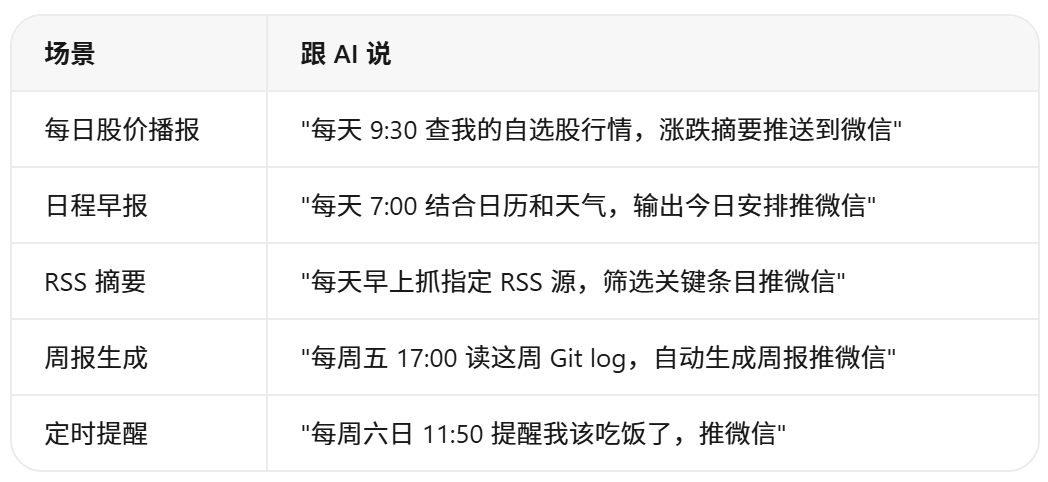 场景	跟 AI 说
每日股价播报	"每天 9:30 查我的自选股行情，涨跌摘要推送到微信"
日程早报	"每天 7:00 结合日历和天气，输出今日安排推微信"
RSS 摘要	"每天早上抓指定 RSS 源，筛选关键条目推微信"
周报生成	"每周五 17:00 读这周 Git log，自动生成周报推微信"
定时提醒	"每周六日 11:50 提醒我该吃饭了，推微信"